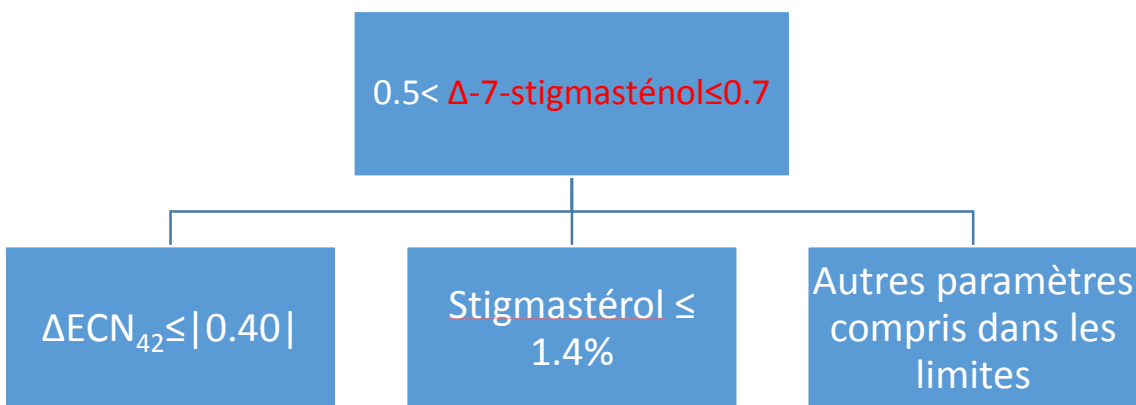 0.5< Δ-7-stigmasténol≤0.7
ΔECN₄₂≤|0.40|
Stigmastérol ≤
1.4%
Autres paramètres
compris dans les
limites